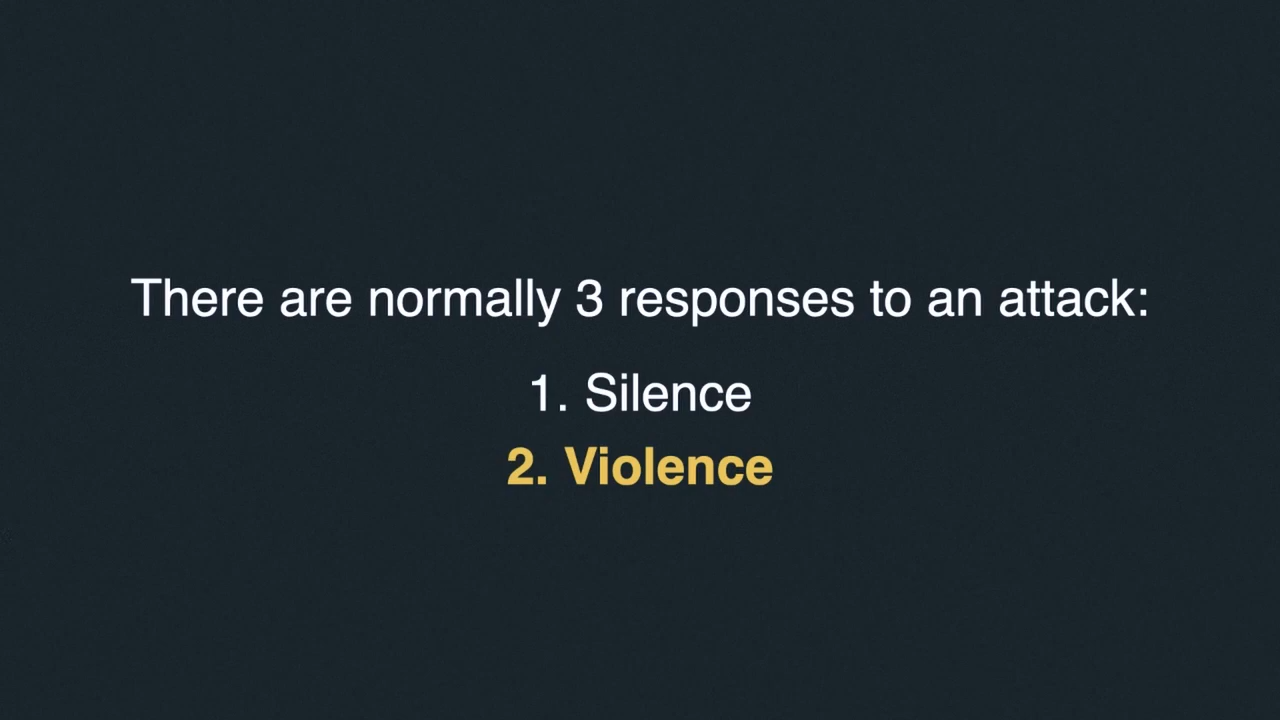 There are normally 3 responses to an attack:
1. Silence
2. Violence